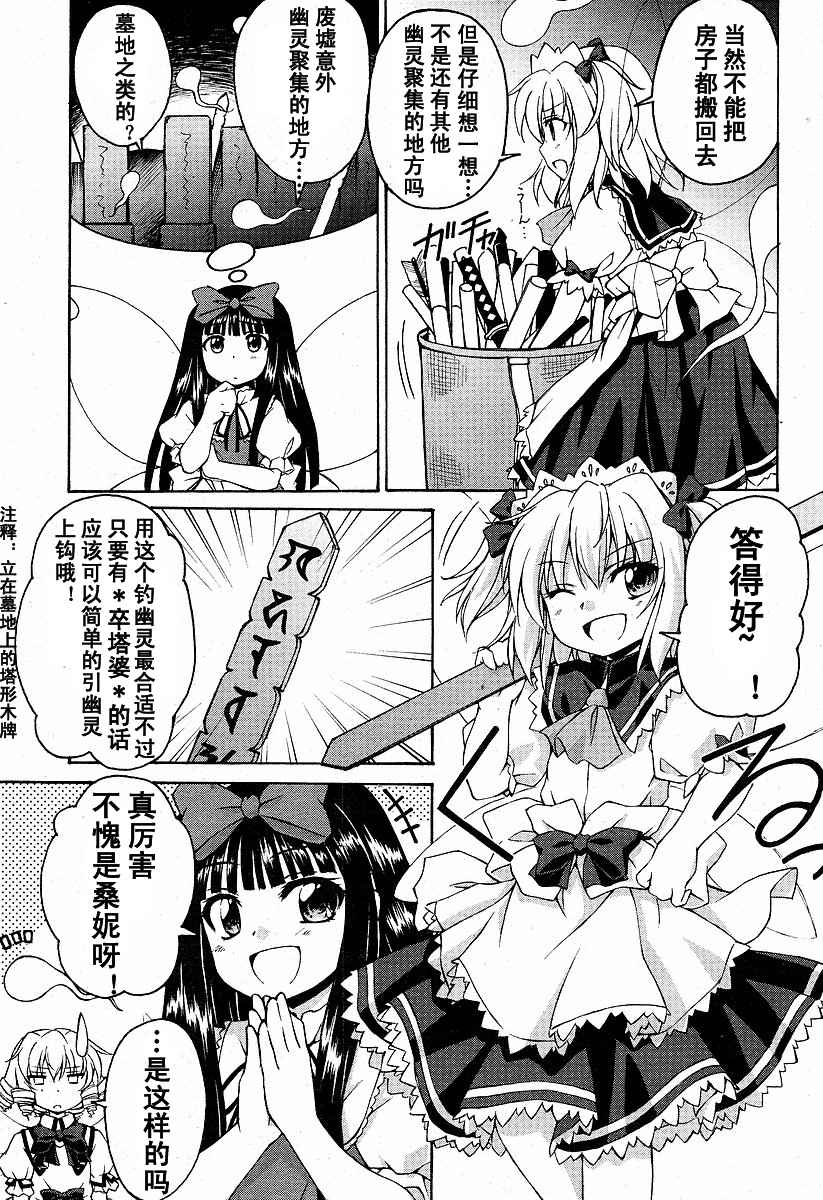 当然不能把
房子都搬回去
但是仔细想一想…
不是还有其他
幽灵聚集的地方吗
うーん…
ガチャ
废墟意外
幽灵聚集的地方…
墓地之类的？
答得好~！
くる
用这个钓幽灵最合适不过
只要有＊卒塔婆＊的话
应该可以简单的引幽灵
上钩哦！
注释：立在墓地上的塔形木牌
真厉害
不愧是桑妮呀！
…是这样的吗